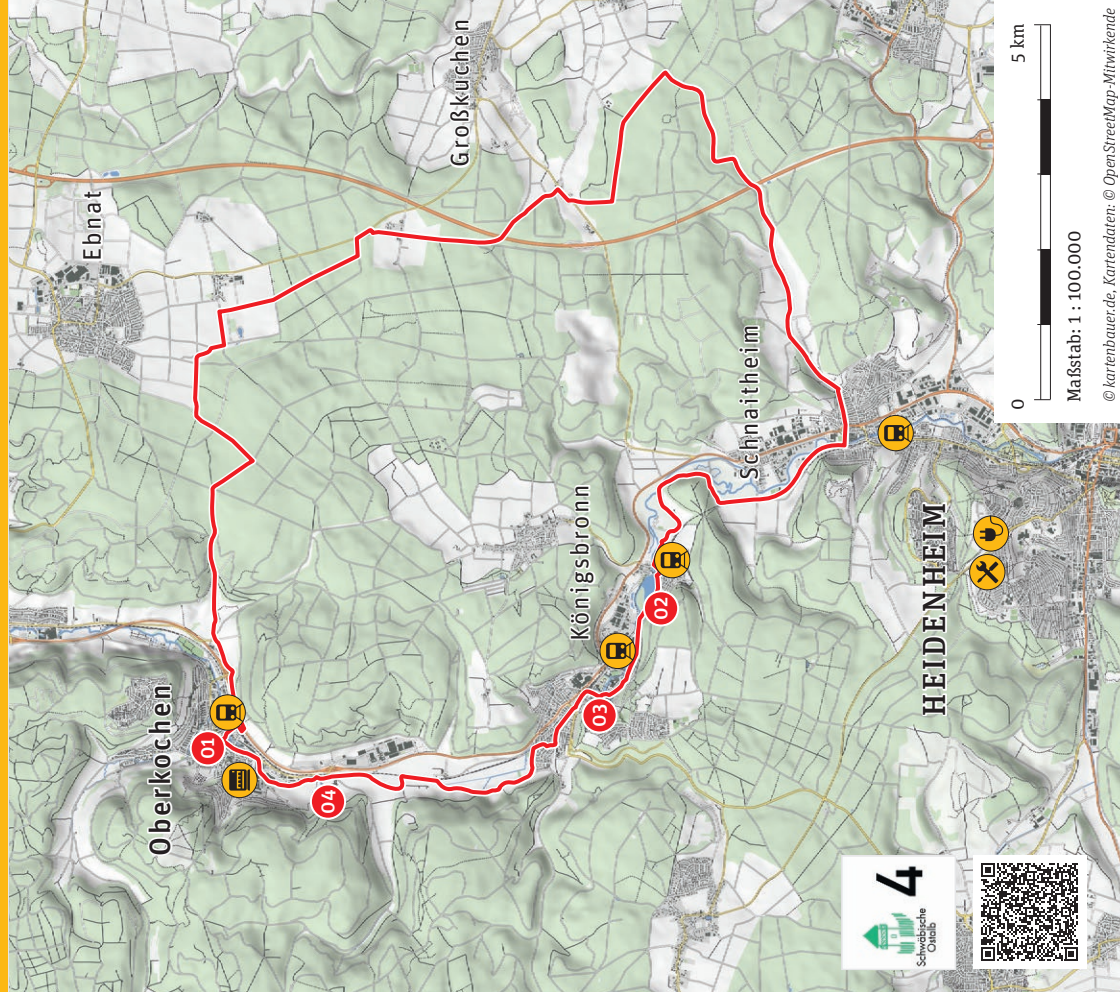 Ebnat
Großkuchen
Oberkochen
01
04
Königsbronn
02
03
Schnaitheim
HEIDENHEIM
4
Schwäbische
Ostalb
0
5 km
Maßstab: 1 : 100.000
© kartenbauer.de, Kartendaten: © OpenStreetMap-Mitwirkende